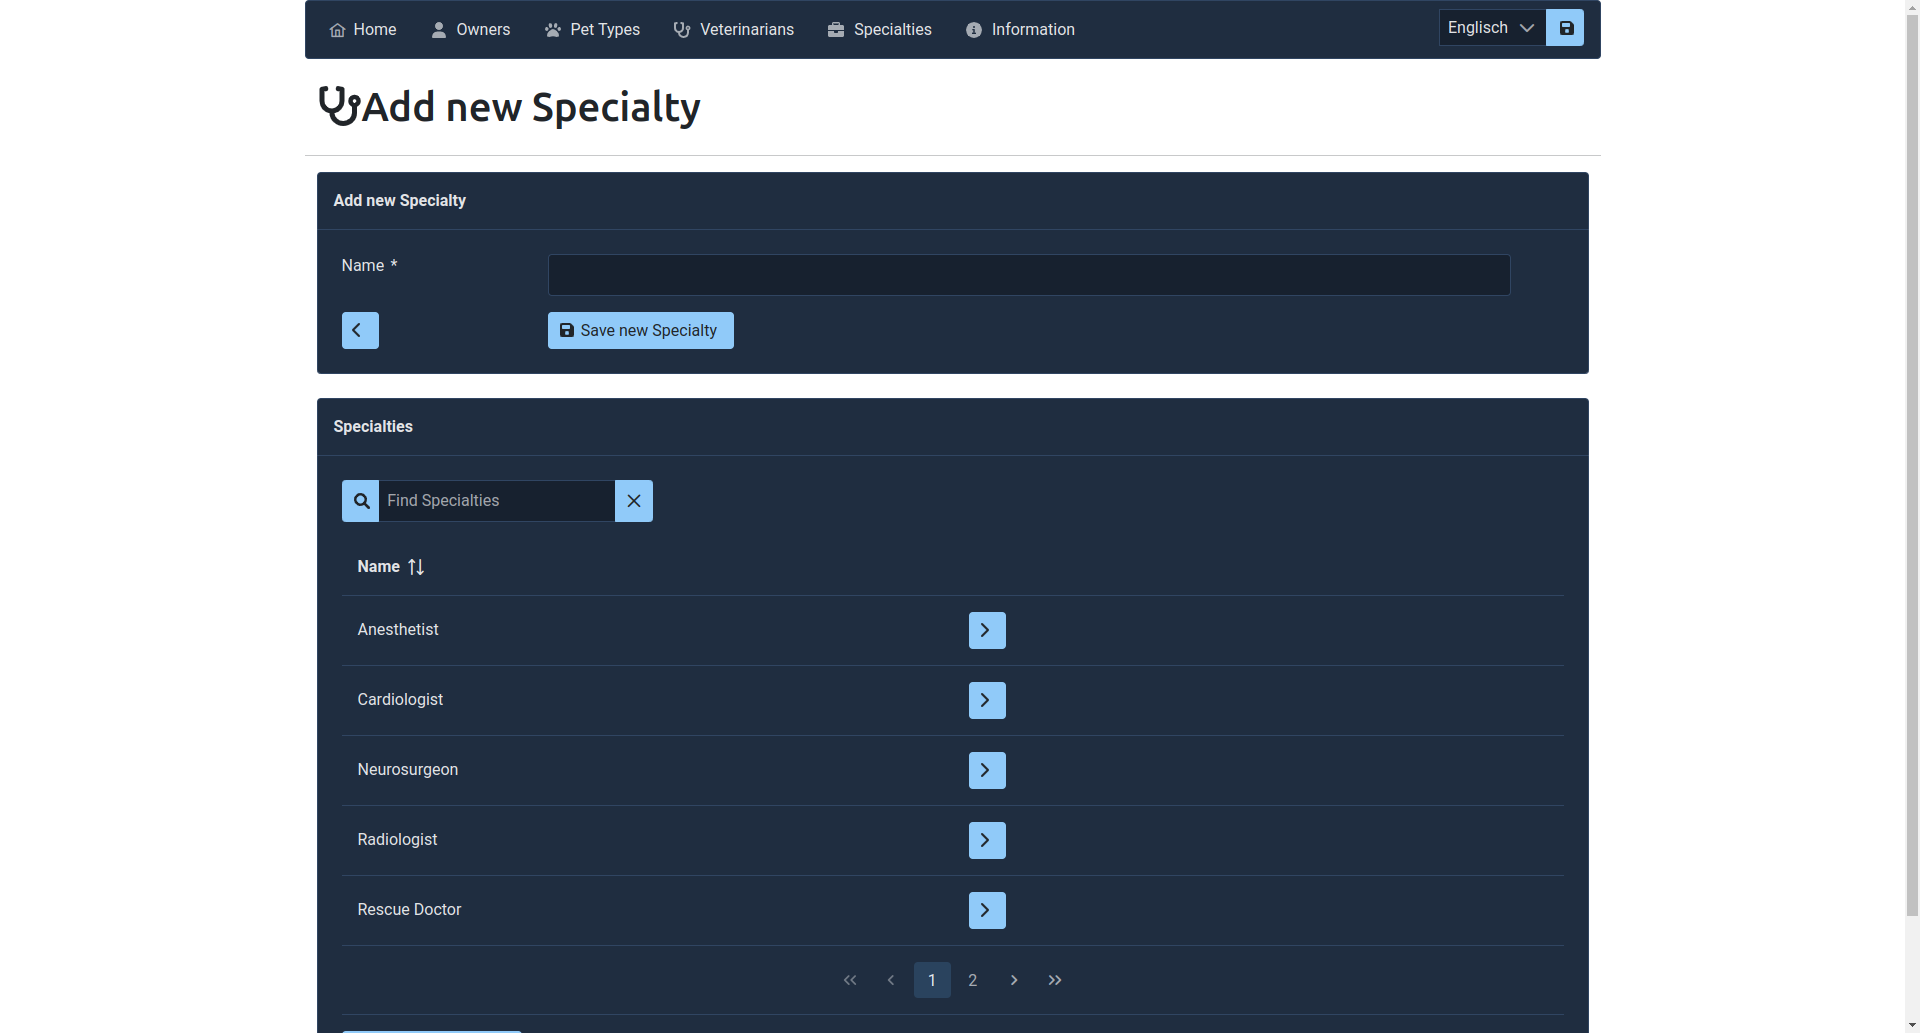 Home Owners Pet Types Veterinarians Specialties Information Englisch
Add new Specialty
Add new Specialty
Name *
Save new Specialty
Specialties
Find Specialties
Name
Anesthetist
Cardiologist
Neurosurgeon
Radiologist
Rescue Doctor
1 2